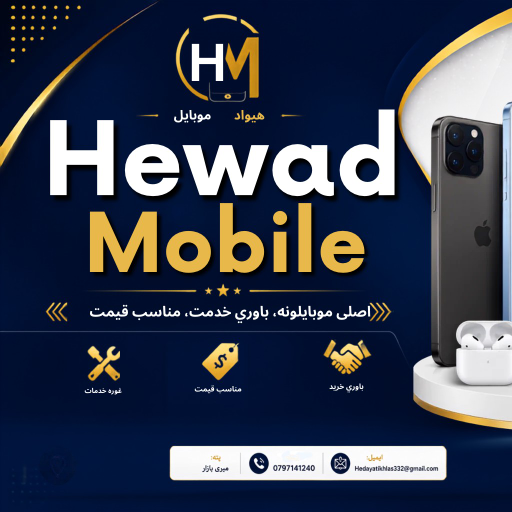 HM
هیواد موبایل
Hewad
Mobile
اصلی موبایلونه، باوري خدمت، مناسب قیمت
غوره خدمات
مناسب قیمت
باوري خرید
پته:
میری بازار
0797141240
ایمیل:
Hedayatikhlas332@gmail.com